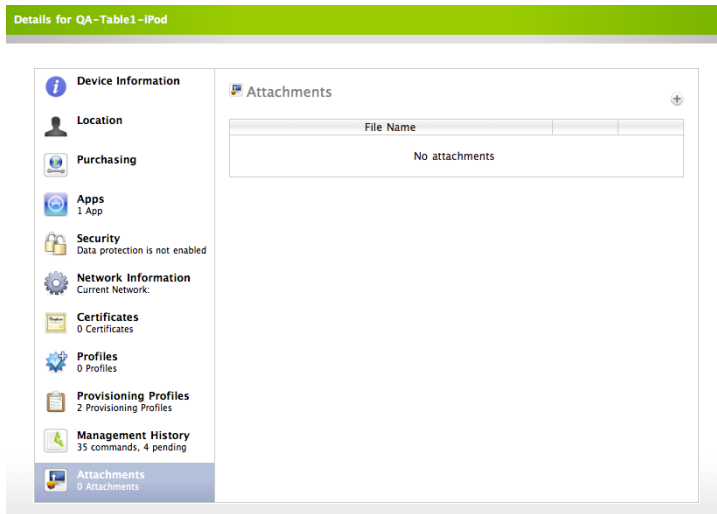 Details for QA-Table1-iPod
Device Information
Location
Purchasing
Apps
1 App
Security
Data protection is not enabled
Network Information
Current Network:
Certificates
0 Certificates
Profiles
0 Profiles
Provisioning Profiles
2 Provisioning Profiles
Management History
35 commands, 4 pending
Attachments
0 Attachments
Attachments
File Name
No attachments